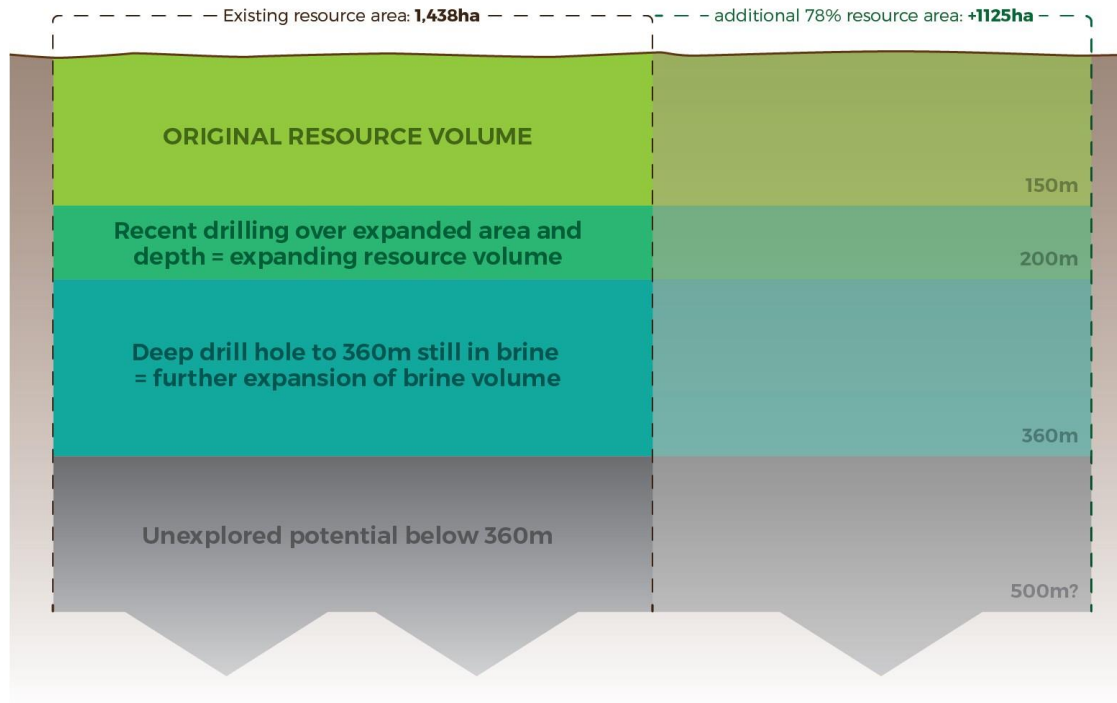 Existing resource area: 1,438ha
additional 78% resource area: +1125ha
ORIGINAL RESOURCE VOLUME
150m
Recent drilling over expanded area and
depth = expanding resource volume
200m
Deep drill hole to 360m still in brine
= further expansion of brine volume
360m
Unexplored potential below 360m
500m?